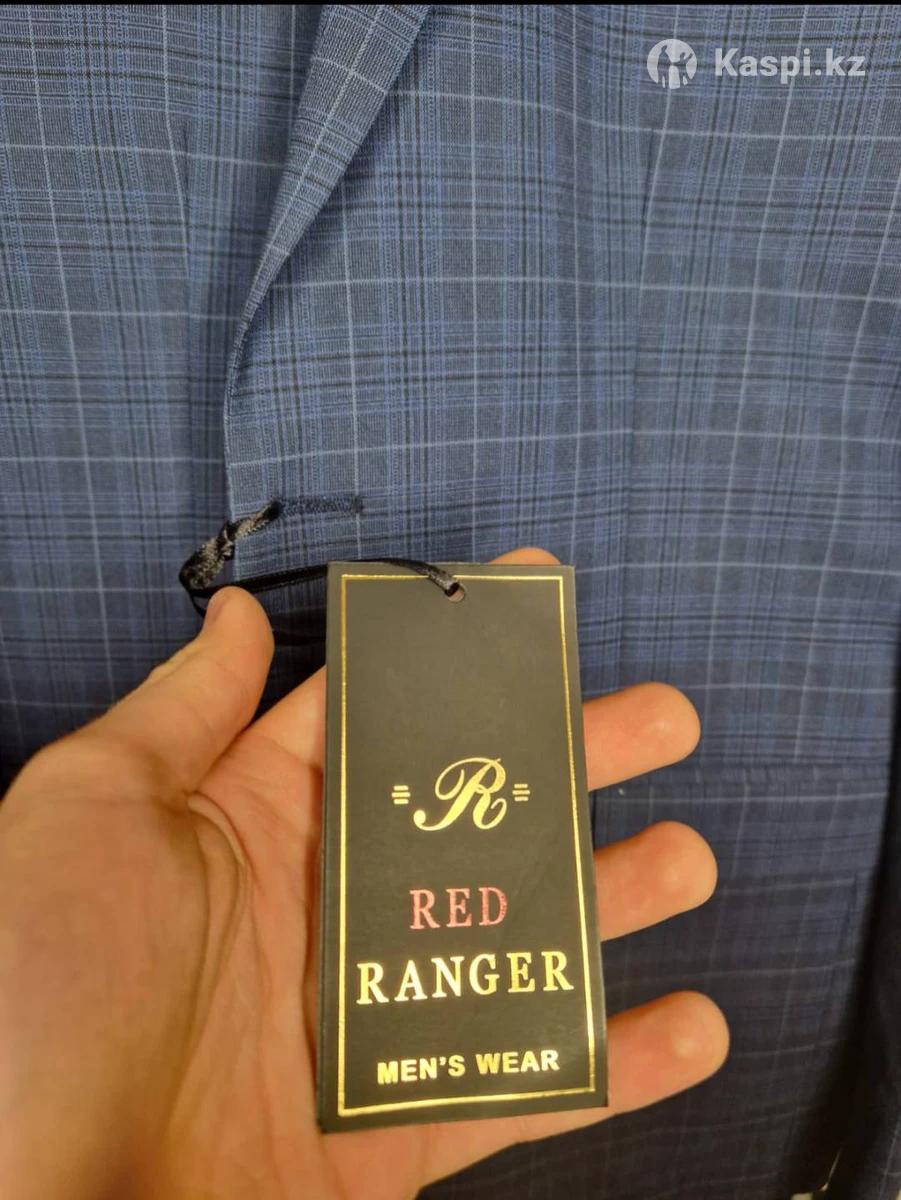 Kaspi.kz
R
RED
RANGER
MEN'S WEAR